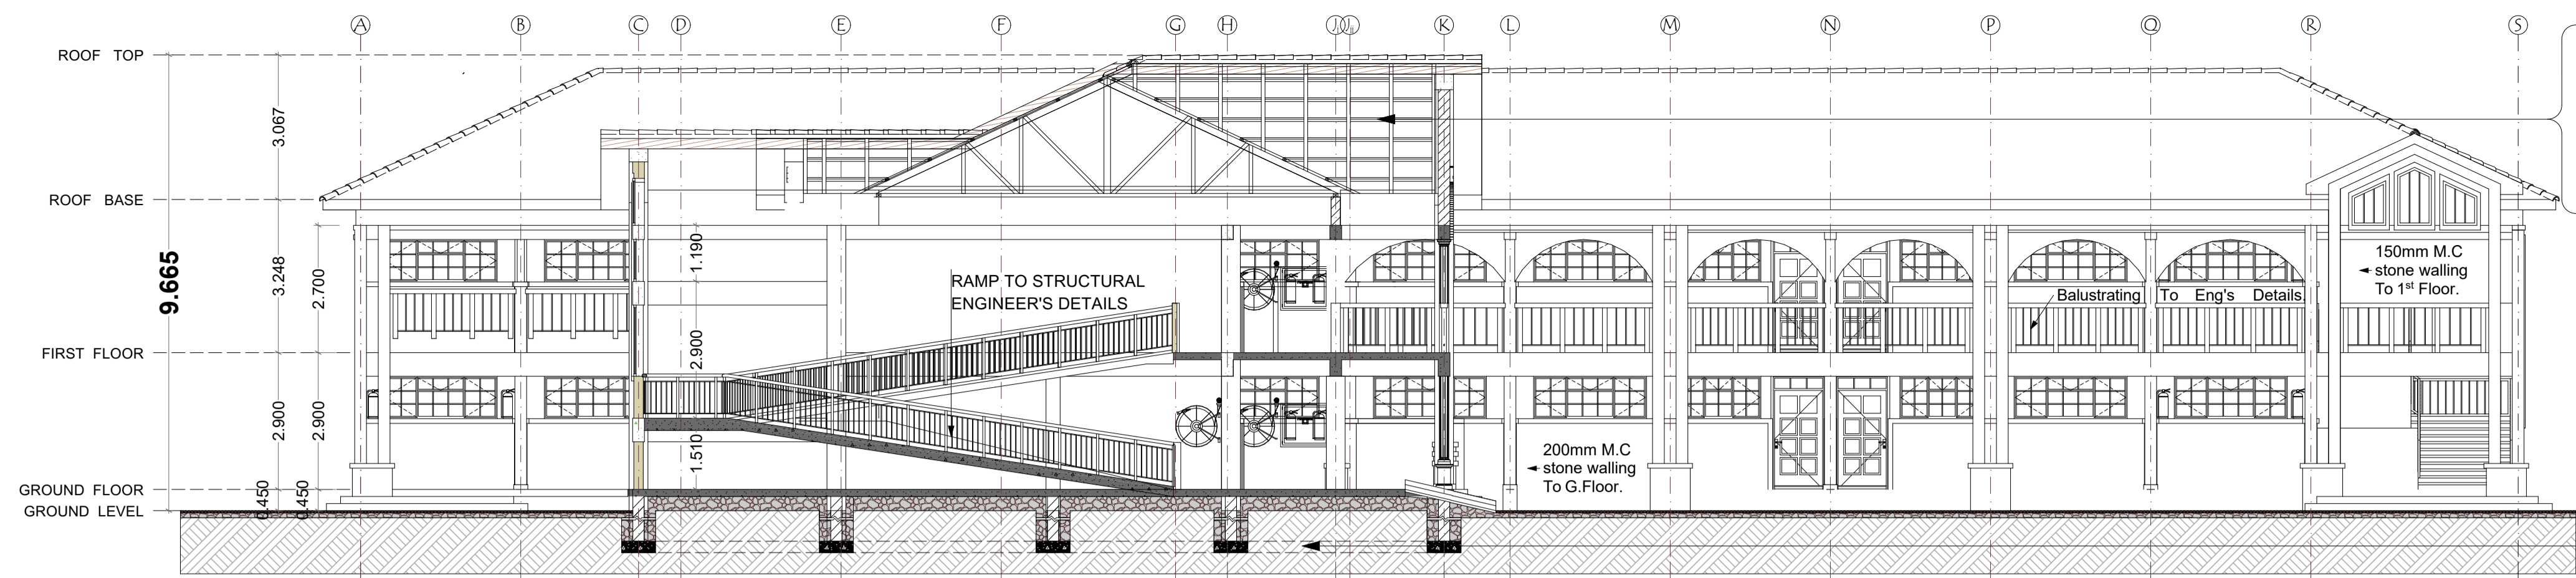 A B C D E F G H J J₁ K L M N P Q R S
ROOF TOP
3.067
ROOF BASE
9.665
3.248
2.700
1.190
RAMP TO STRUCTURAL
ENGINEER'S DETAILS
150mm M.C
stone walling
To 1st Floor.
Balustrating To Eng's Details.
FIRST FLOOR
2.900
2.900
2.900
1.510
200mm M.C
stone walling
To G.Floor.
GROUND FLOOR
0.450
0.450
GROUND LEVEL